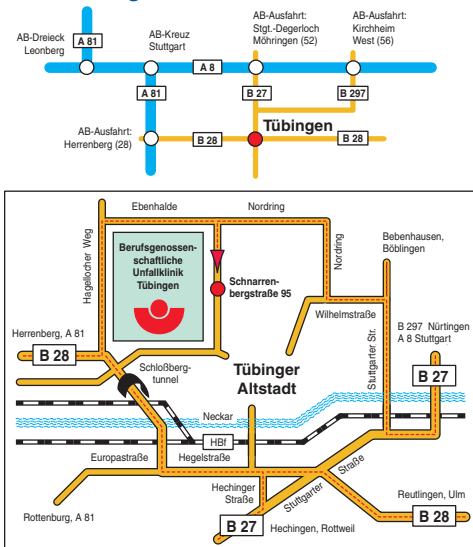 AB-Dreieck
Leonberg
A 81
AB-Kreuz
Stuttgart
AB-Ausfahrt:
Stgt.-Degerloch
Möhringen (52)
AB-Ausfahrt:
Kirchheim
West (56)
A 8
A 81
B 27
B 297
AB-Ausfahrt:
Herrenberg (28)
B 28
Tübingen
B 28
Ebenhalde
Nordring
Hagellocher Weg
Berufsgenossen-
schaftliche
Unfallklinik
Tübingen
Nordring
Bebenhausen,
Böblingen
Schnarren-
bergstraße 95
Wilhelmstraße
Herrenberg, A 81
B 28
Schloßberg-
tunnel
Tübinger
Altstadt
Stuttgarter Str.
B 297 Nürtingen
A 8 Stuttgart
B 27
Neckar
HBf
Europastraße
Hegelstraße
Hechinger
Straße
Stuttgarter Straße
Rottenburg, A 81
B 27
Hechingen, Rottweil
Reutlingen, Ulm
B 28